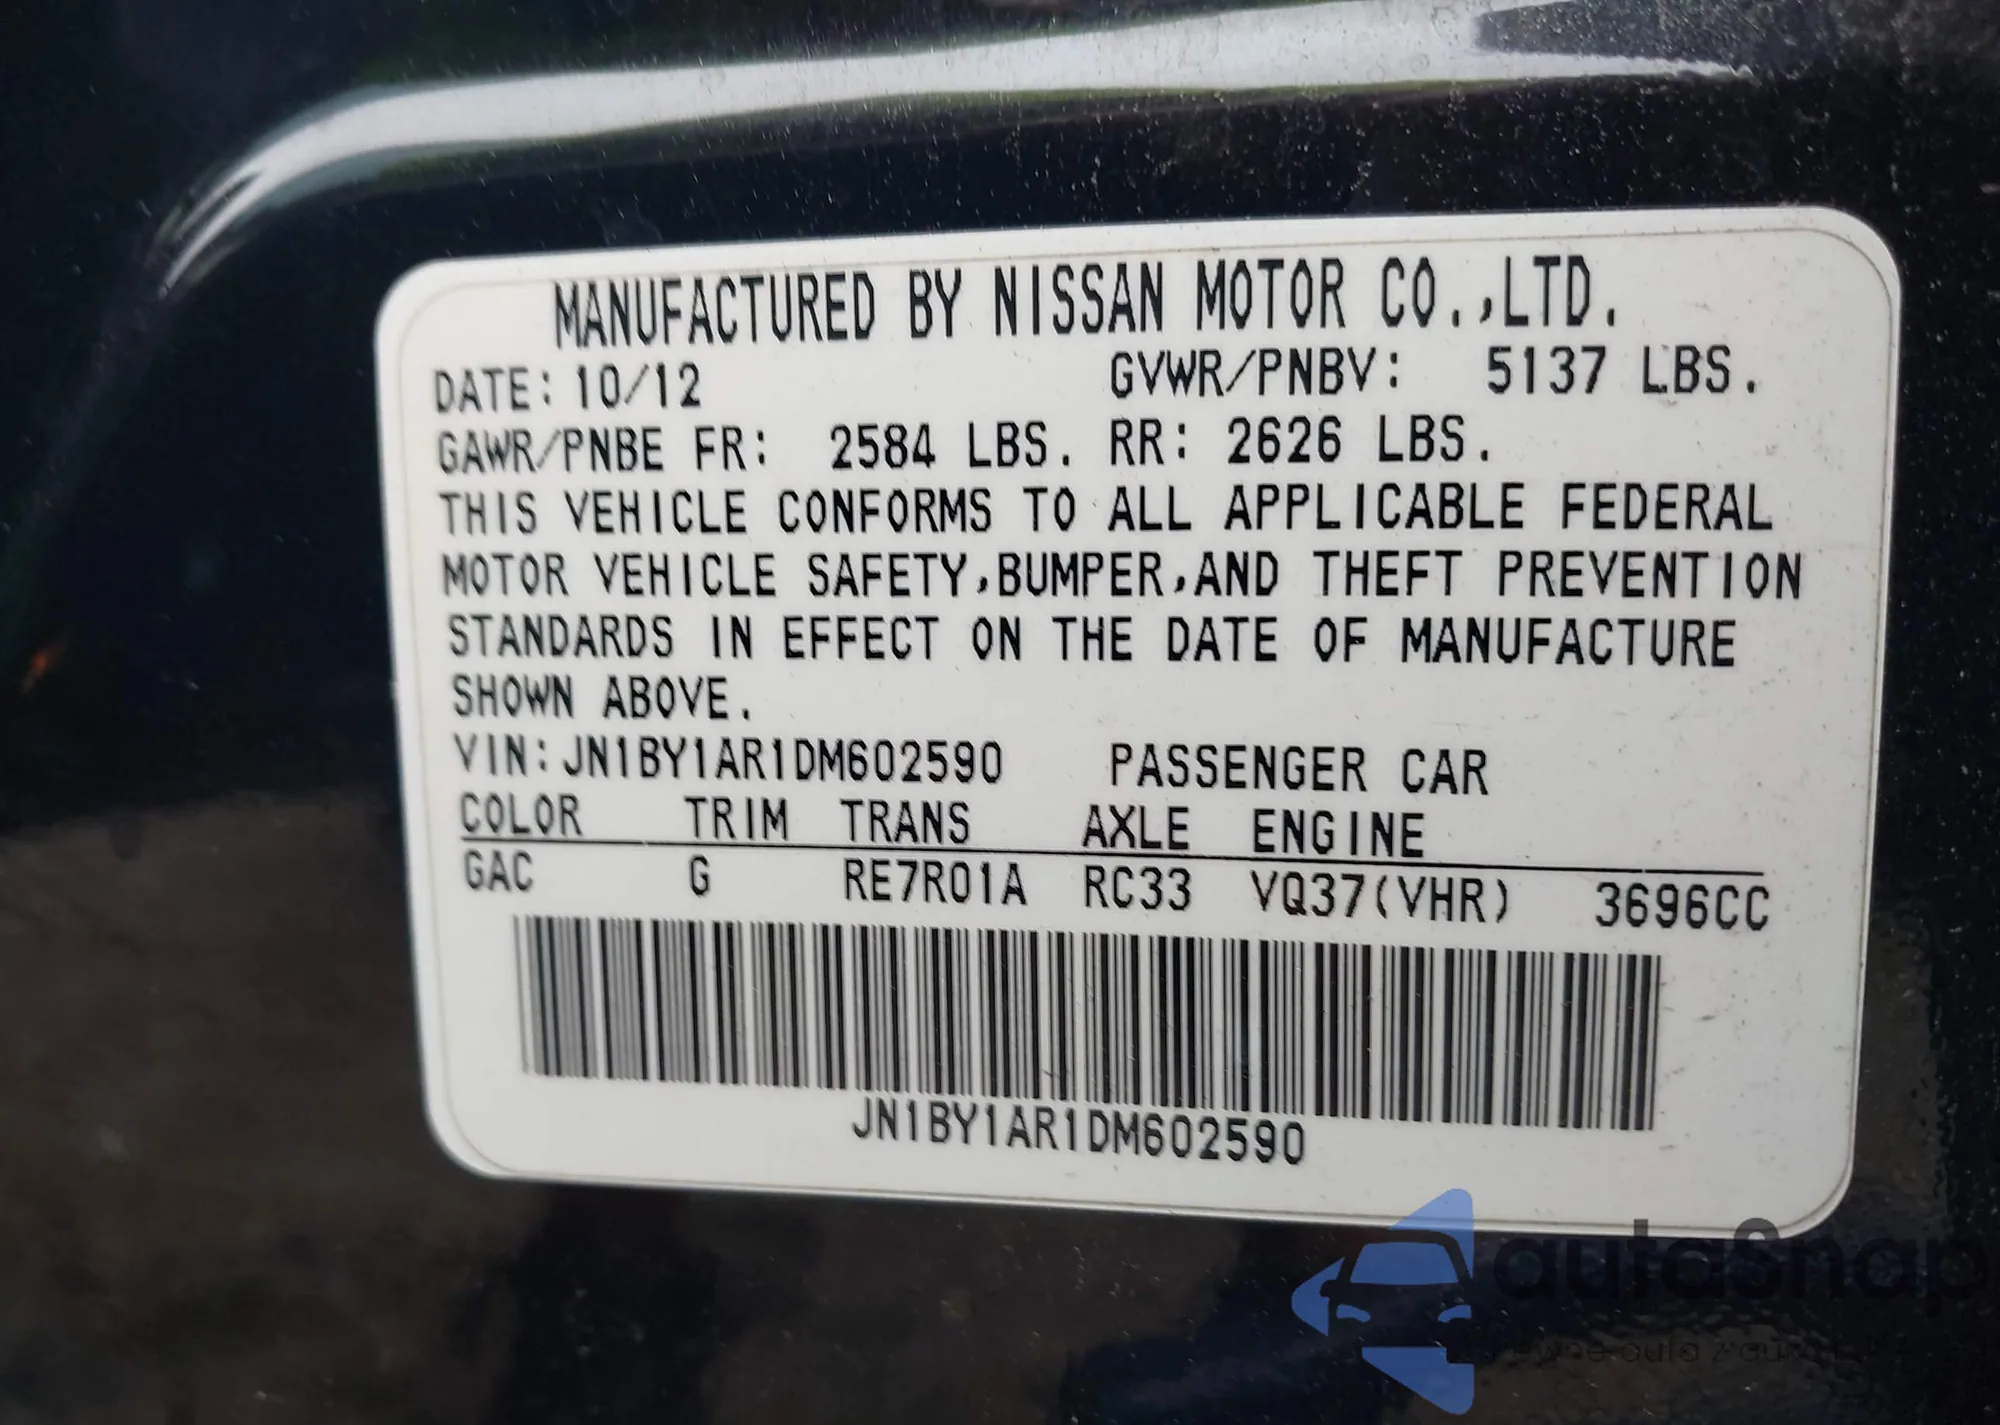 MANUFACTURED BY NISSAN MOTOR CO.,LTD.
DATE: 10/12 GVWR/PNBV: 5137 LBS.
GAWR/PNBE FR: 2584 LBS. RR: 2626 LBS.
THIS VEHICLE CONFORMS TO ALL APPLICABLE FEDERAL
MOTOR VEHICLE SAFETY,BUMPER,AND THEFT PREVENTION
STANDARDS IN EFFECT ON THE DATE OF MANUFACTURE
SHOWN ABOVE.
VIN:JN1BY1AR1DM602590 PASSENGER CAR
COLOR TRIM TRANS AXLE ENGINE
GAC G RE7R01A RC33 VQ37(VHR) 3696CC
JN1BY1AR1DM602590
autaSnap